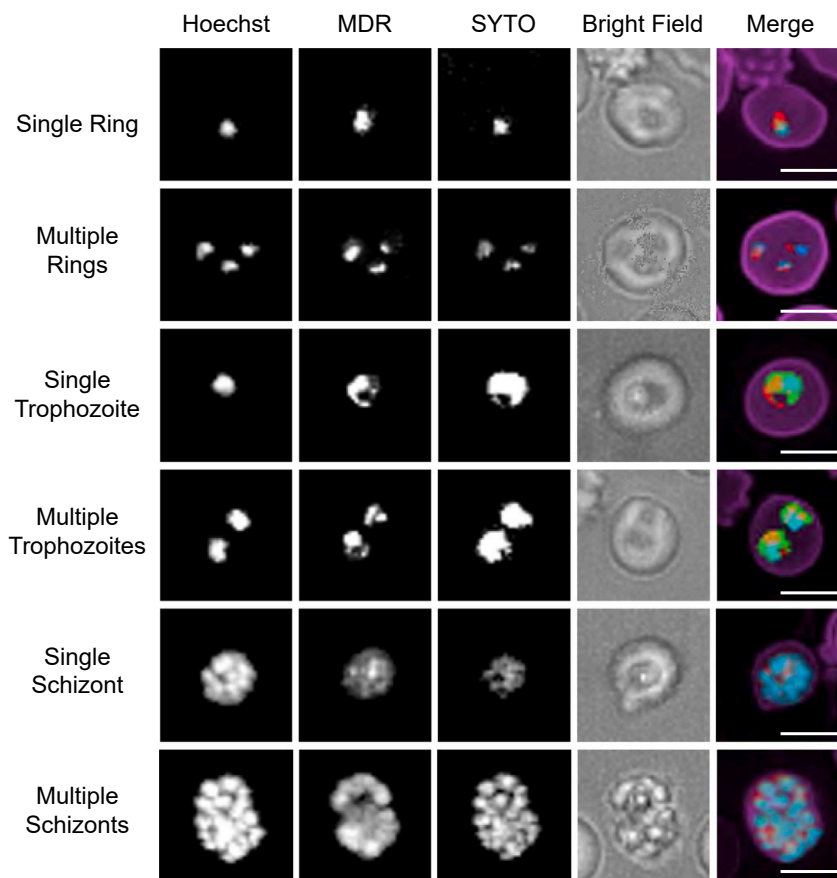 Hoechst MDR SYTO Bright Field Merge
Single Ring
Multiple
Rings
Single
Trophozoite
Multiple
Trophozoites
Single
Schizont
Multiple
Schizonts